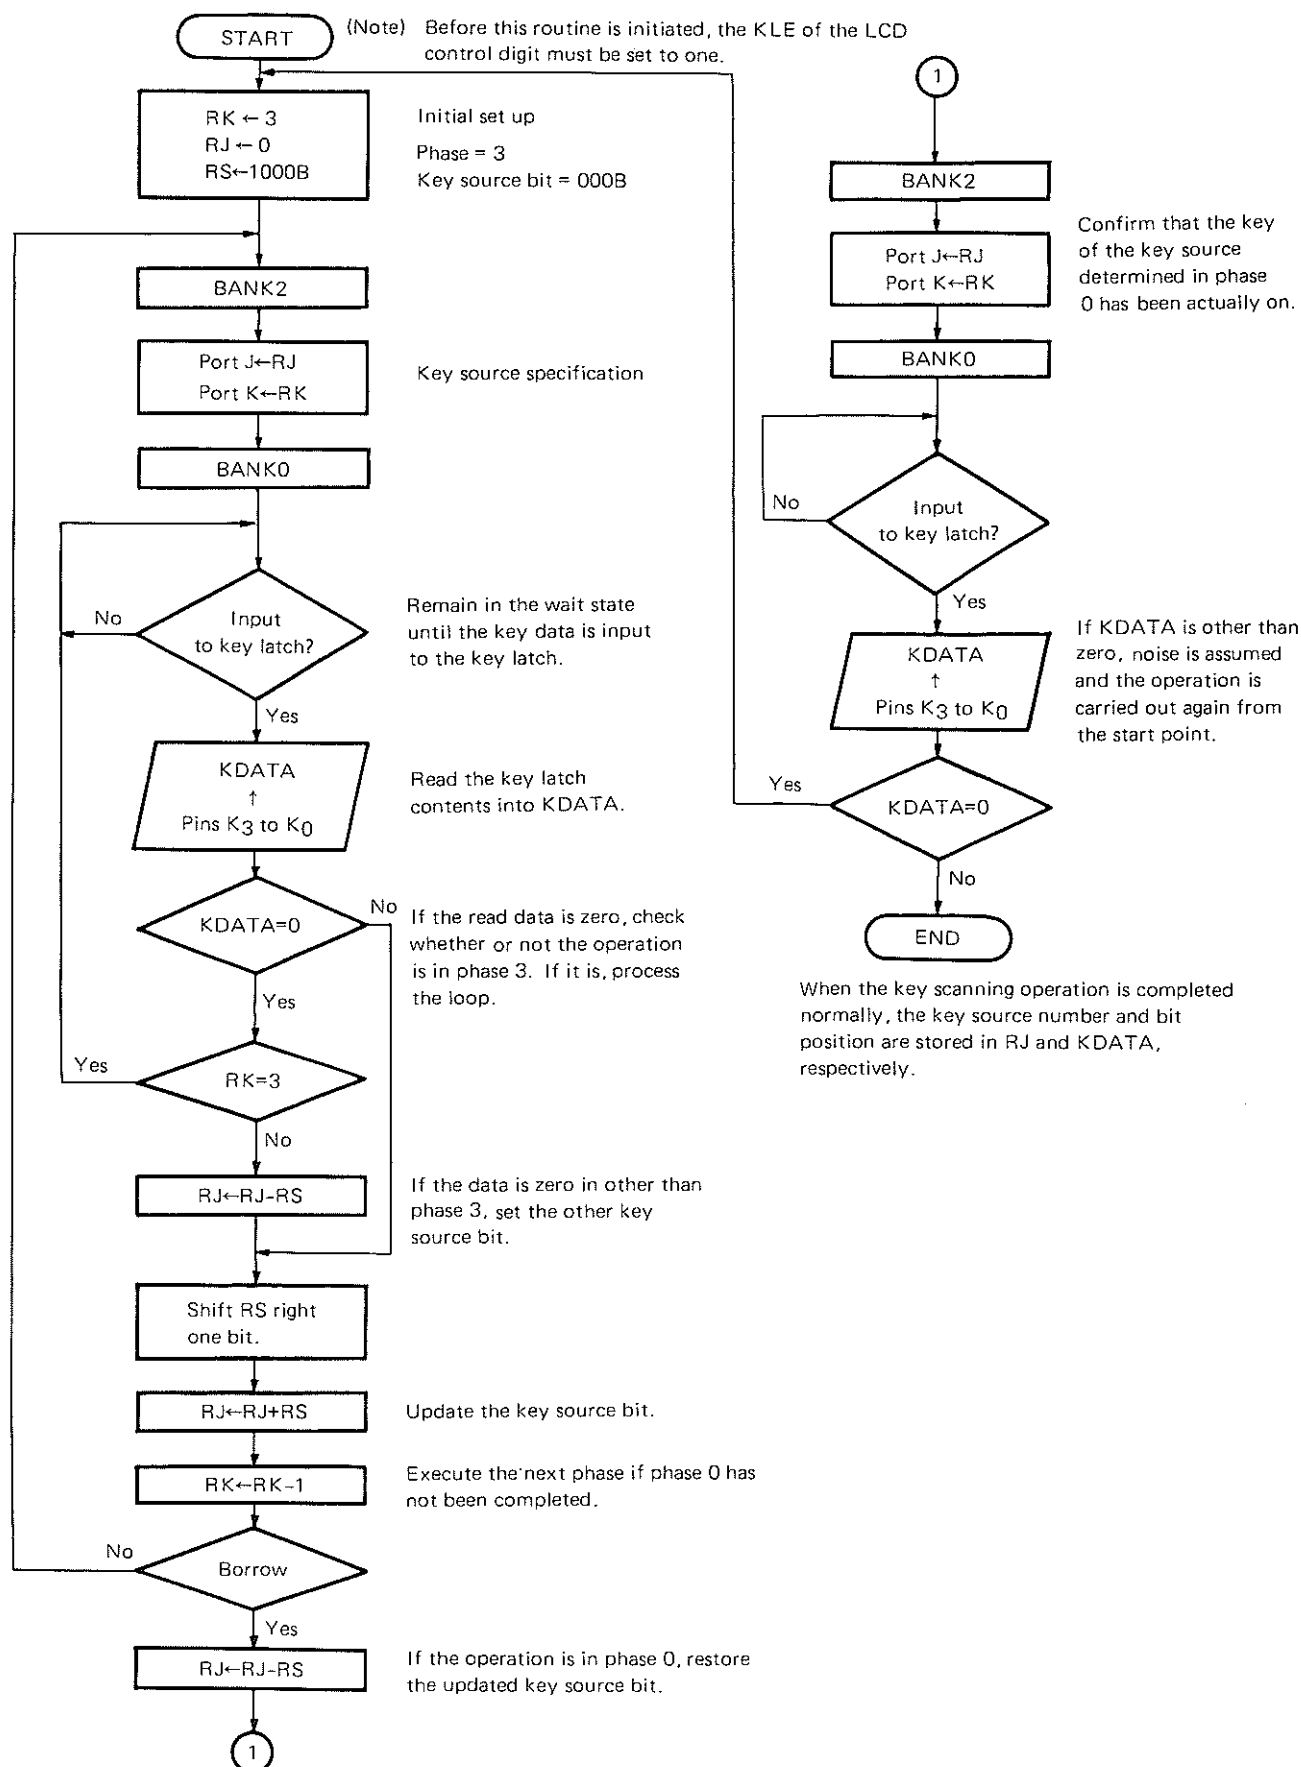 START
(Note) Before this routine is initiated, the KLE of the LCD
control digit must be set to one.
RK ← 3
RJ ← 0
RS←1000B
Initial set up
Phase = 3
Key source bit = 000B
BANK2
Port J←RJ
Port K←RK
Key source specification
BANK0
Input
to key latch?
No
Yes
Remain in the wait state
until the key data is input
to the key latch.
KDATA
↑
Pins K3 to K0
Read the key latch
contents into KDATA.
KDATA=0
No
Yes
If the read data is zero, check
whether or not the operation
is in phase 3. If it is, process
the loop.
RK=3
Yes
No
RJ←RJ-RS
If the data is zero in other than
phase 3, set the other key
source bit.
Shift RS right
one bit.
RJ←RJ+RS
Update the key source bit.
RK←RK-1
Execute the next phase if phase 0 has
not been completed.
Borrow
No
Yes
RJ←RJ-RS
If the operation is in phase 0, restore
the updated key source bit.
1
1
BANK2
Port J←RJ
Port K←RK
Confirm that the key
of the key source
determined in phase
0 has been actually on.
BANK0
Input
to key latch?
No
Yes
KDATA
↑
Pins K3 to K0
If KDATA is other than
zero, noise is assumed
and the operation is
carried out again from
the start point.
KDATA=0
Yes
No
END
When the key scanning operation is completed
normally, the key source number and bit
position are stored in RJ and KDATA,
respectively.